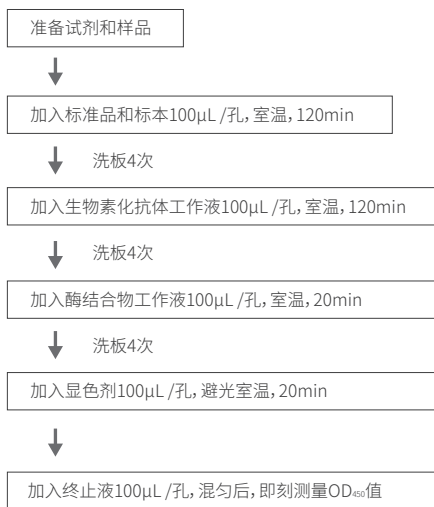 准备试剂和样品
加入标准品和标本100μL /孔,室温,120min
洗板4次
加入生物素化抗体工作液100μL /孔,室温,120min
洗板4次
加入酶结合物工作液100μL /孔,室温,20min
洗板4次
加入显色剂100μL /孔,避光室温,20min
加入终止液100μL /孔,混匀后,即刻测量OD₄₅₀值